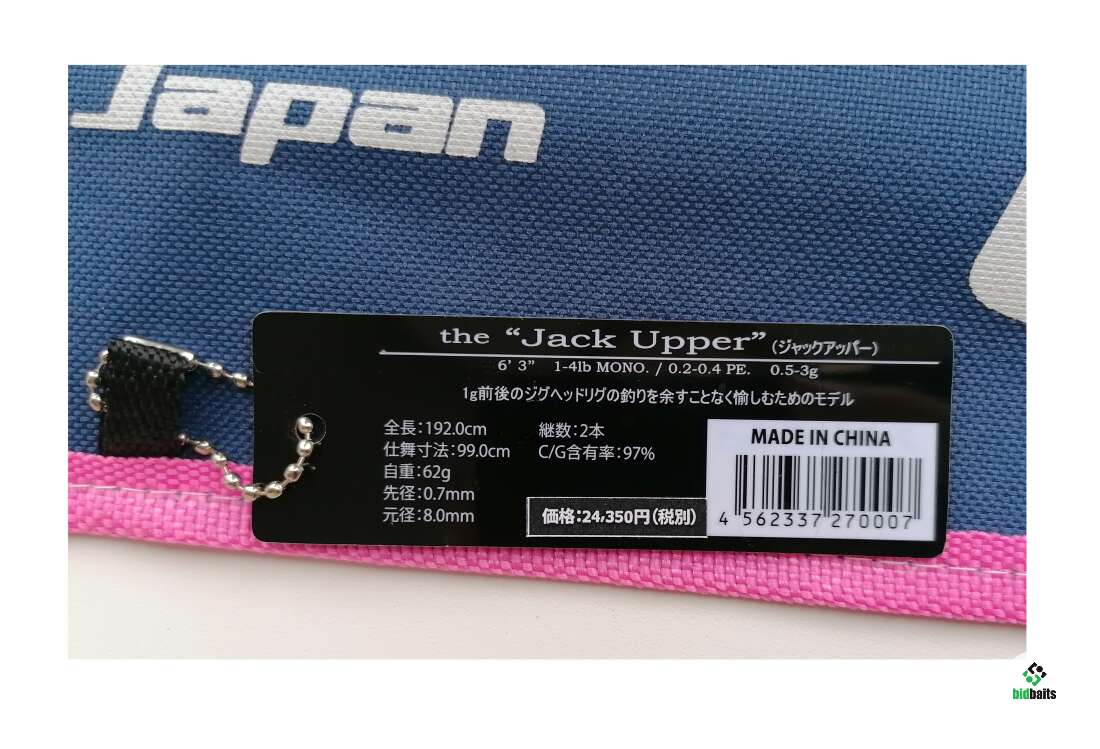 Japan
the “Jack Upper” (ジャックアッパー)
6’ 3” 1-4lb MONO. / 0.2-0.4 PE. 0.5-3g
1g前後のジグヘッドリグの釣りを余すことなく愉しむためのモデル
全長:192.0cm 継数:2本
仕舞寸法:99.0cm C/G含有率:97%
自重:62g
先径:0.7mm
元径:8.0mm
価格:24,350円(税別)
MADE IN CHINA
4 562337 270007
bidbaits